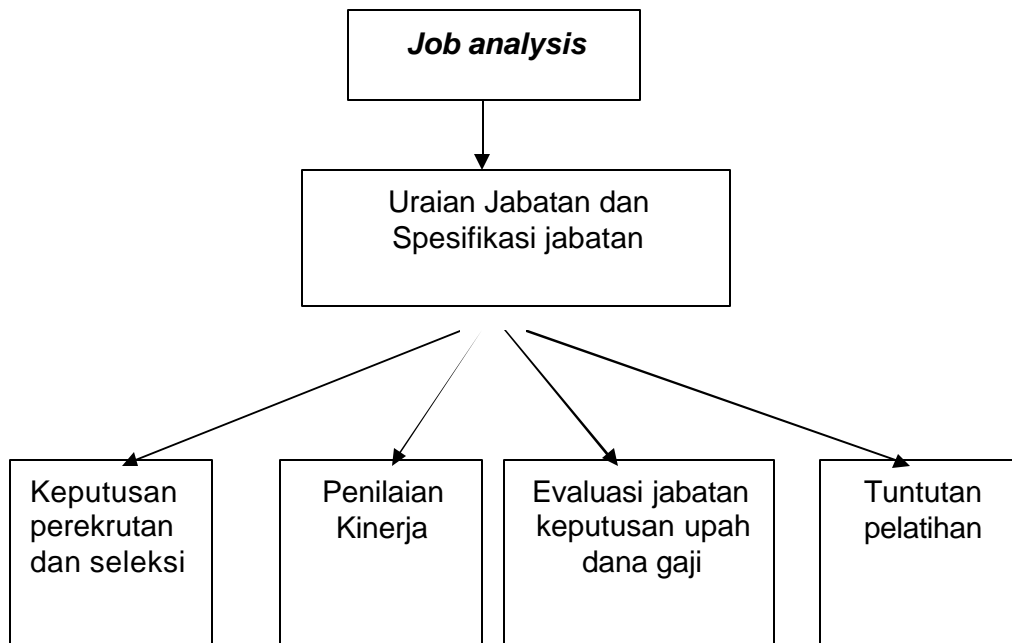 Job analysis
Uraian Jabatan dan
Spesifikasi jabatan
Keputusan
perekrutan
dan seleksi
Penilaian
Kinerja
Evaluasi jabatan
keputusan upah
dana gaji
Tuntutan
pelatihan